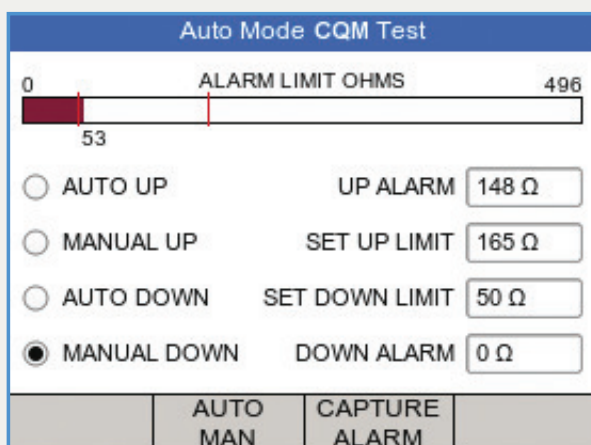 Auto Mode CQM Test
0 ALARM LIMIT OHMS 496
53
AUTO UP UP ALARM 148 Ω
MANUAL UP SET UP LIMIT 165 Ω
AUTO DOWN SET DOWN LIMIT 50 Ω
MANUAL DOWN DOWN ALARM 0 Ω
AUTO CAPTURE
MAN ALARM